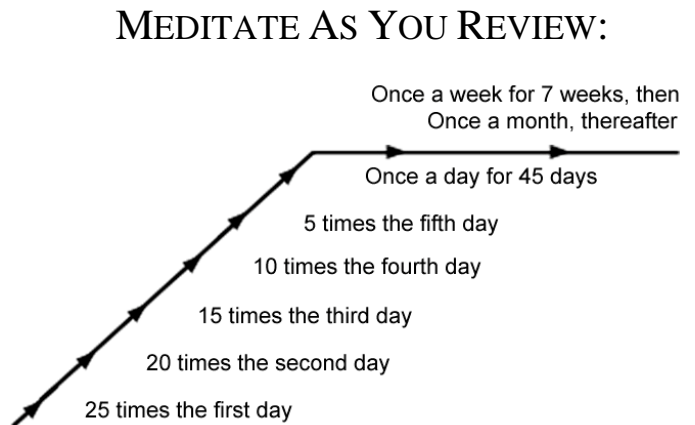 MEDITATE AS YOU REVIEW:
Once a week for 7 weeks, then
Once a month, thereafter
Once a day for 45 days
5 times the fifth day
10 times the fourth day
15 times the third day
20 times the second day
25 times the first day